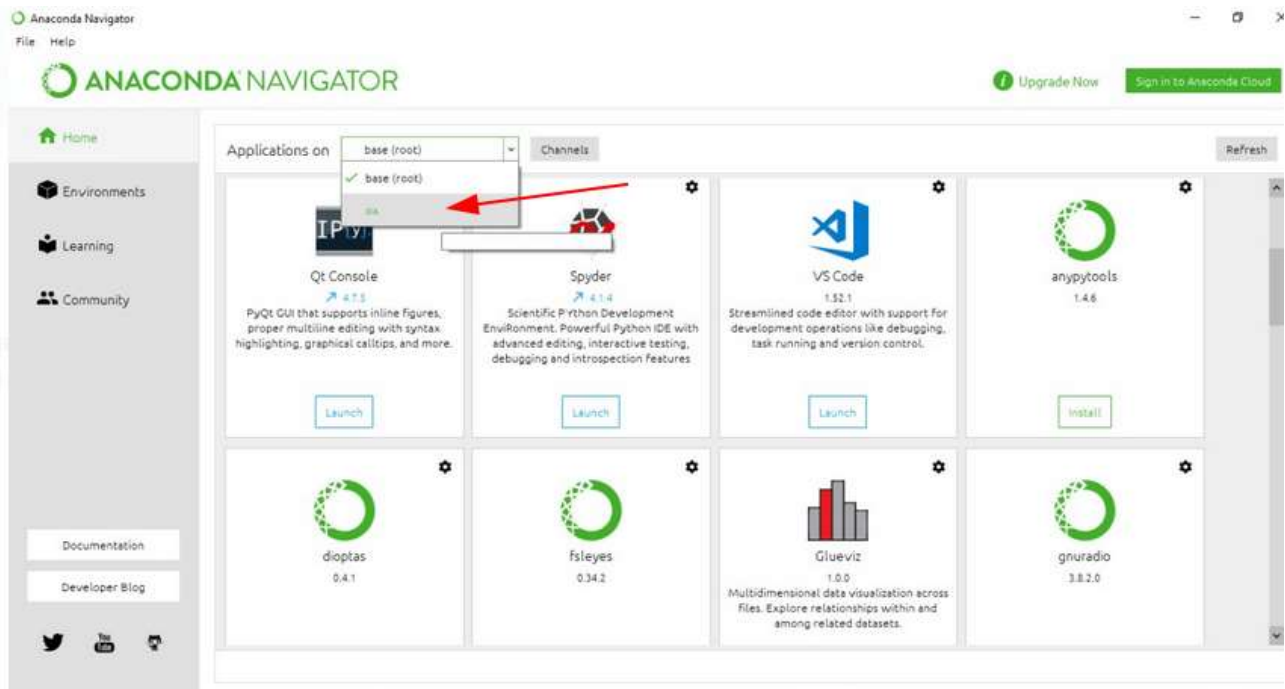 Anaconda Navigator
File Help
ANACONDA NAVIGATOR
Upgrade Now
Sign in to Anaconda Cloud
Home
Environments
Learning
Community
Documentation
Developer Blog
You
Tube
Applications on
base (root)
Channels
Refresh
base (root)
IP[y]:
Qt Console
4.7.5
PyQt GUI that supports inline figures,
proper multiline editing with syntax
highlighting, graphical calltips, and more.
Launch
Spyder
4.1.4
Scientific Python Development
EnviRonment. Powerful Python IDE with
advanced editing, interactive testing,
debugging and introspection features
Launch
VS Code
1.52.1
Streamlined code editor with support for
development operations like debugging,
task running and version control.
Launch
anypytools
1.4.6
Install
dioptas
0.4.1
fsleyes
0.34.2
Glueviz
1.0.0
Multidimensional data visualization across
files. Explore relationships within and
among related datasets.
gnuradio
3.8.2.0